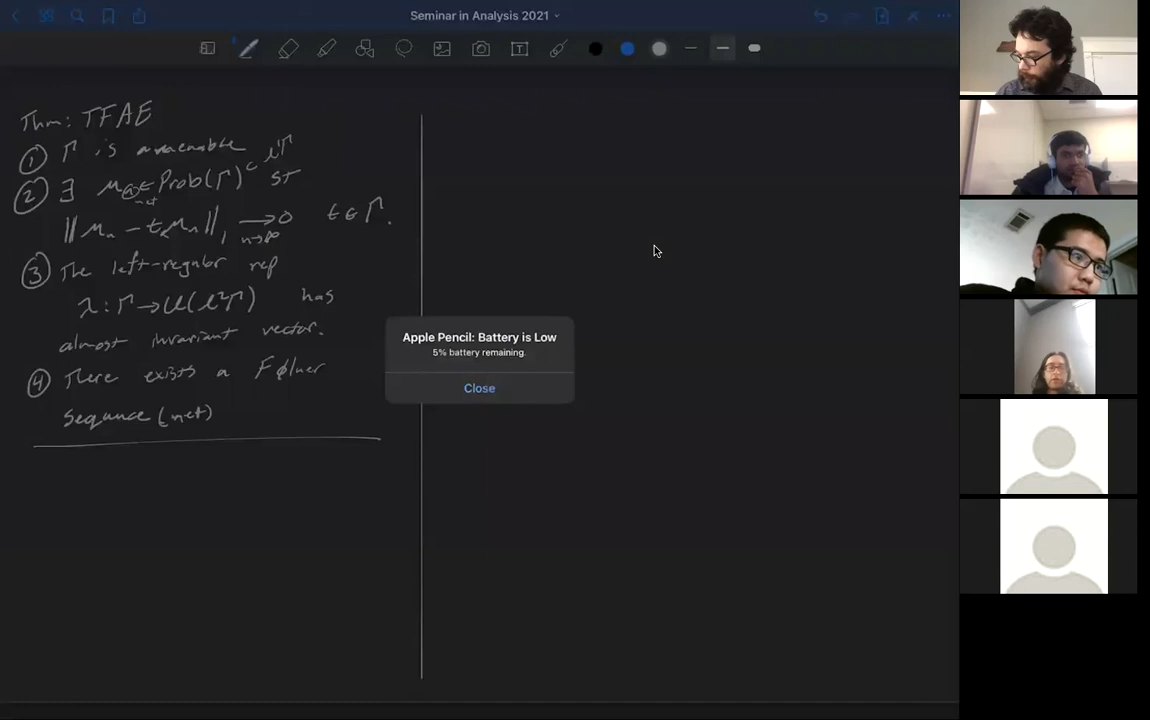 Seminar in Analysis 2021
Thm: TFAE
① Γ is amenable
② ∃ μₙ ∈ Prob(Γ) ⊂ ℓ¹Γ st
net
‖μₙ − t⁎μₙ‖₁ → 0 t ∈ Γ.
n→∞
③ The left-regular rep
λ: Γ → U(ℓ²Γ) has
almost invariant vector.
④ There exists a Følner
Sequance (net)
Apple Pencil: Battery is Low
5% battery remaining.
Close